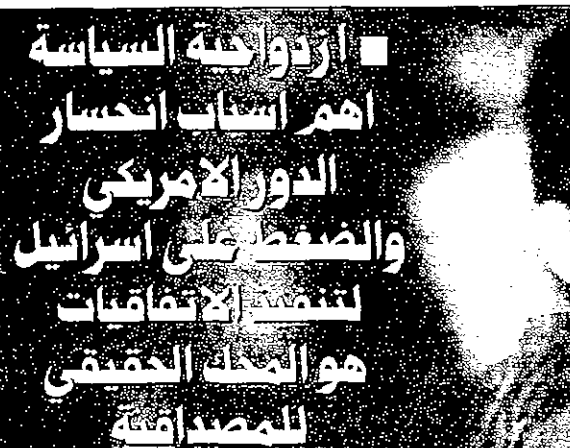 ■ ازدواجية السياسة
اهم اسباب انحسار
الدور الامريكي
والضغط على اسرائيل
لتنفيذ الاتفاقيات
هو المحك الحقيقي
للمصداقية